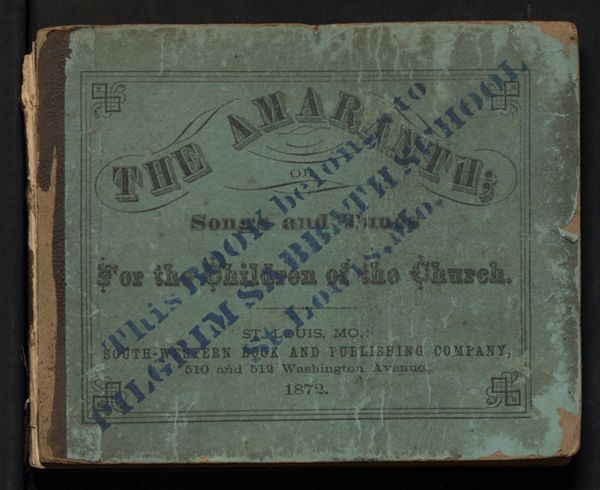 THE AMARANTH;
OR
Songs and Tunes
For the Children of the Church.
ST. LOUIS, MO.:
SOUTH-WESTERN BOOK AND PUBLISHING COMPANY,
510 and 512 Washington Avenue.
1872.
This BOOK belongs to
PILGRIM SABBATH SCHOOL
St Louis, Mo.